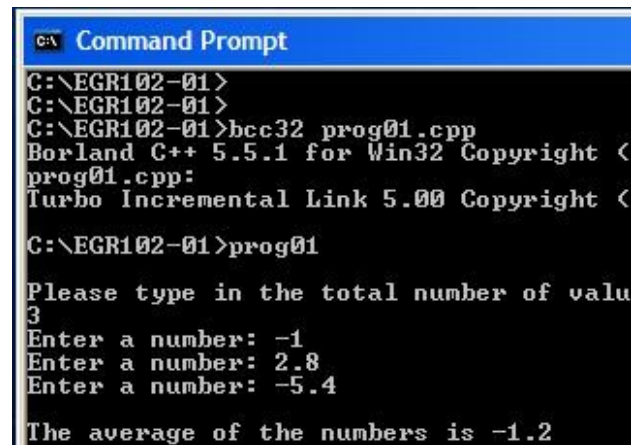 C:\ Command Prompt
C:\EGR102-01>
C:\EGR102-01>
C:\EGR102-01>bcc32 prog01.cpp
Borland C++ 5.5.1 for Win32 Copyright (
prog01.cpp:
Turbo Incremental Link 5.00 Copyright (
C:\EGR102-01>prog01
Please type in the total number of valu
3
Enter a number: -1
Enter a number: 2.8
Enter a number: -5.4
The average of the numbers is -1.2